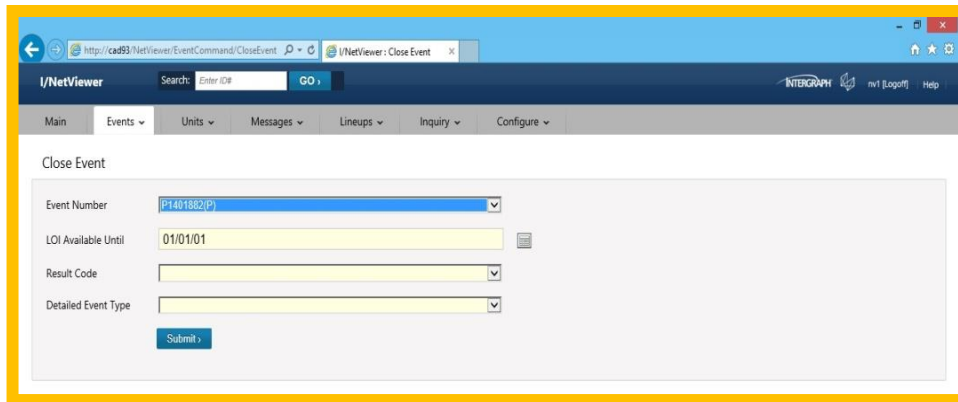 http://cad93/NetViewer/EventCommand/CloseEvent
I/NetViewer : Close Event
I/NetViewer
Search: Enter ID# GO ›
INTERGRAPH nv1 [Logoff] Help
Main Events Units Messages Lineups Inquiry Configure
Close Event
Event Number P1401882(P)
LOI Available Until 01/01/01
Result Code
Detailed Event Type
Submit ›